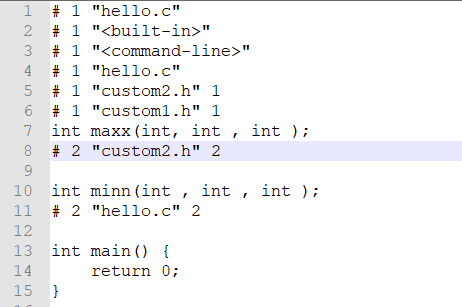 1 # 1 "hello.c"
2 # 1 "<built-in>"
3 # 1 "<command-line>"
4 # 1 "hello.c"
5 # 1 "custom2.h" 1
6 # 1 "custom1.h" 1
7 int maxx(int, int , int );
8 # 2 "custom2.h" 2
9
10 int minn(int , int , int );
11 # 2 "hello.c" 2
12
13 int main() {
14     return 0;
15 }